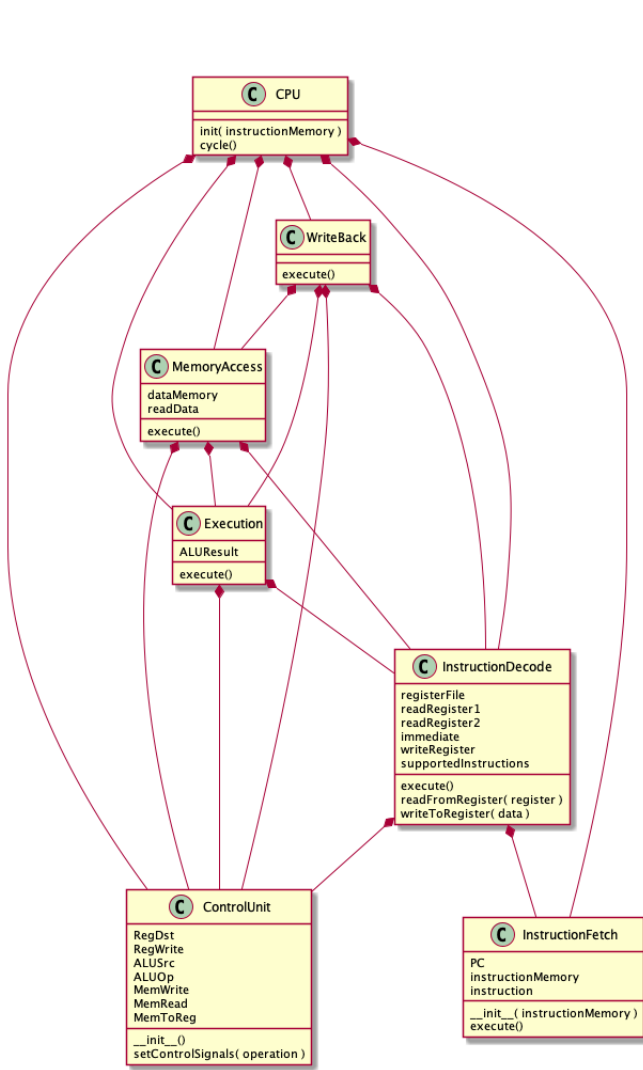 C CPU
init( instructionMemory )
cycle()
C WriteBack
execute()
C MemoryAccess
dataMemory
readData
execute()
C Execution
ALUResult
execute()
C InstructionDecode
registerFile
readRegister1
readRegister2
immediate
writeRegister
supportedInstructions
execute()
readFromRegister( register )
writeToRegister( data )
C ControlUnit
RegDst
RegWrite
ALUSrc
ALUOp
MemWrite
MemRead
MemToReg
__init__()
setControlSignals( operation )
C InstructionFetch
PC
instructionMemory
instruction
__init__( instructionMemory )
execute()